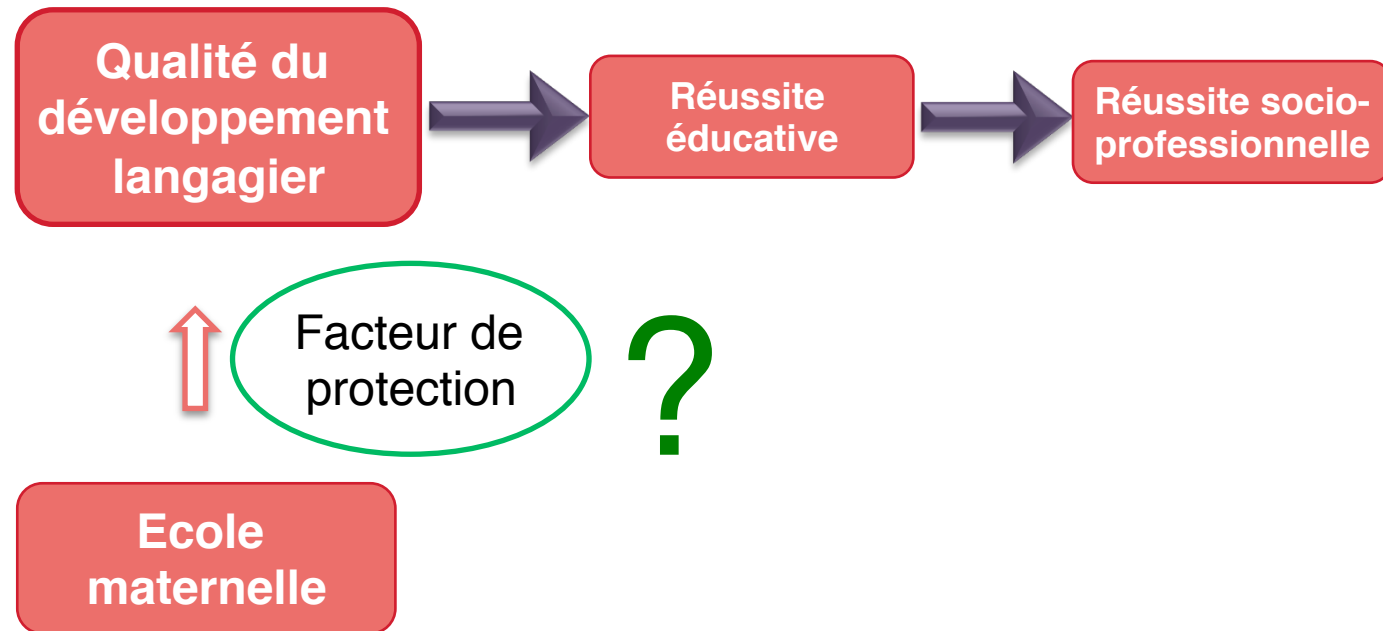 Qualité du
développement
langagier
Réussite
éducative
Réussite socio-
professionnelle
Facteur de
protection
?
Ecole
maternelle